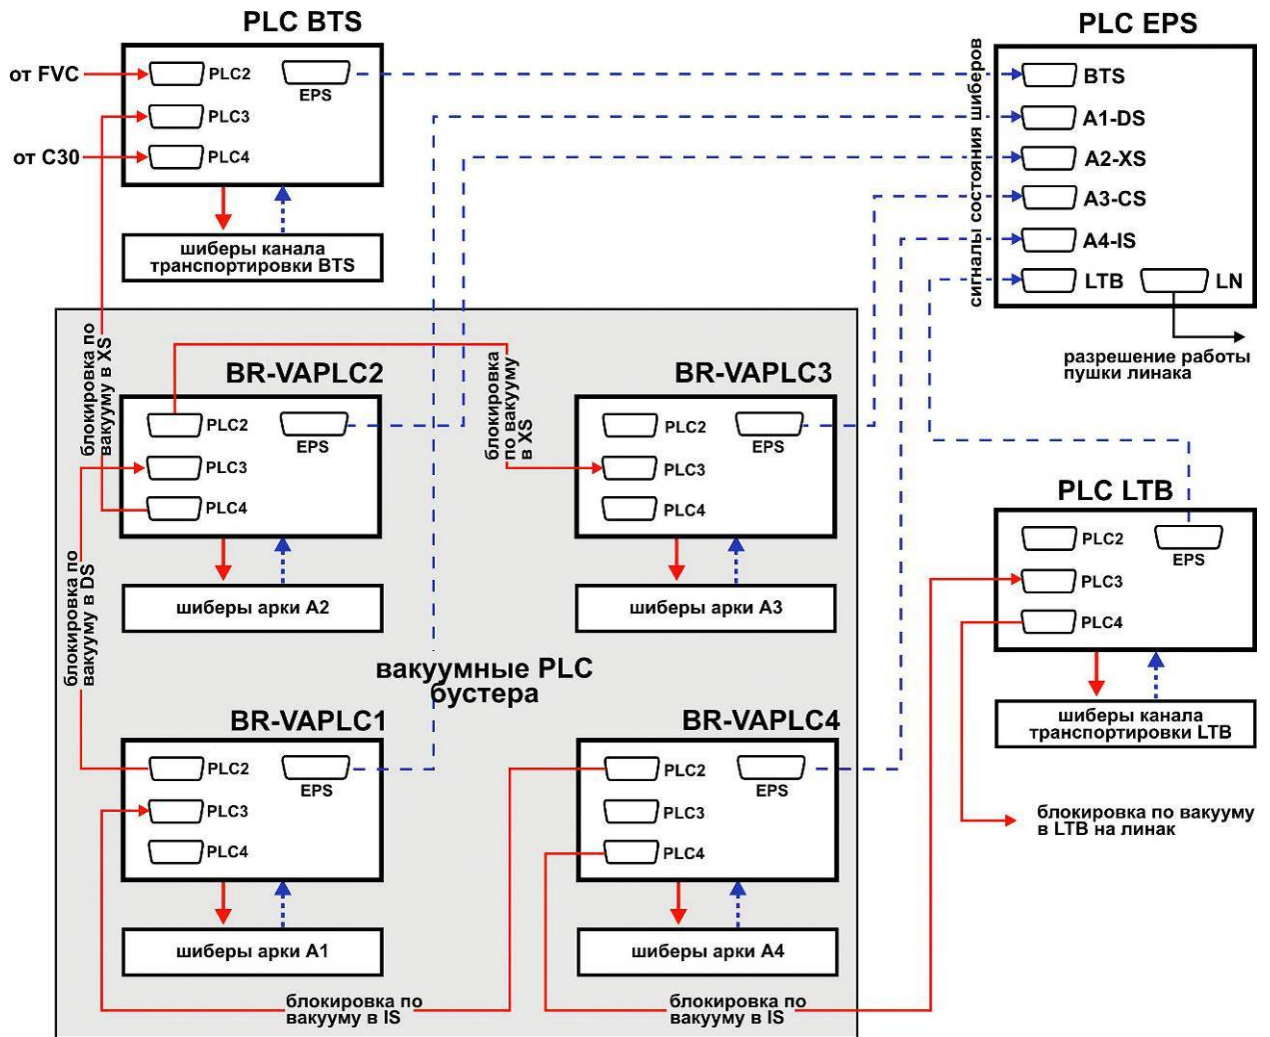 PLC BTS
от FVC
PLC2
EPS
PLC3
от C30
PLC4
шиберы канала
транспортировки BTS
PLC EPS
сигналы состояния шиберов
BTS
A1-DS
A2-XS
A3-CS
A4-IS
LTB
LN
разрешение работы
пушки линака
блокировка по
вакууму в XS
BR-VAPLC2
PLC2
EPS
PLC3
PLC4
шиберы арки A2
блокировка
по вакууму
в XS
BR-VAPLC3
PLC2
EPS
PLC3
PLC4
шиберы арки A3
PLC LTB
PLC2
EPS
PLC3
PLC4
шиберы канала
транспортировки LTB
блокировка по вакууму
в LTB на линак
блокировка по
вакууму в DS
вакуумные PLC
бустера
BR-VAPLC1
PLC2
EPS
PLC3
PLC4
шиберы арки A1
блокировка по
вакууму в IS
BR-VAPLC4
PLC2
EPS
PLC3
PLC4
шиберы арки A4
блокировка по
вакууму в IS